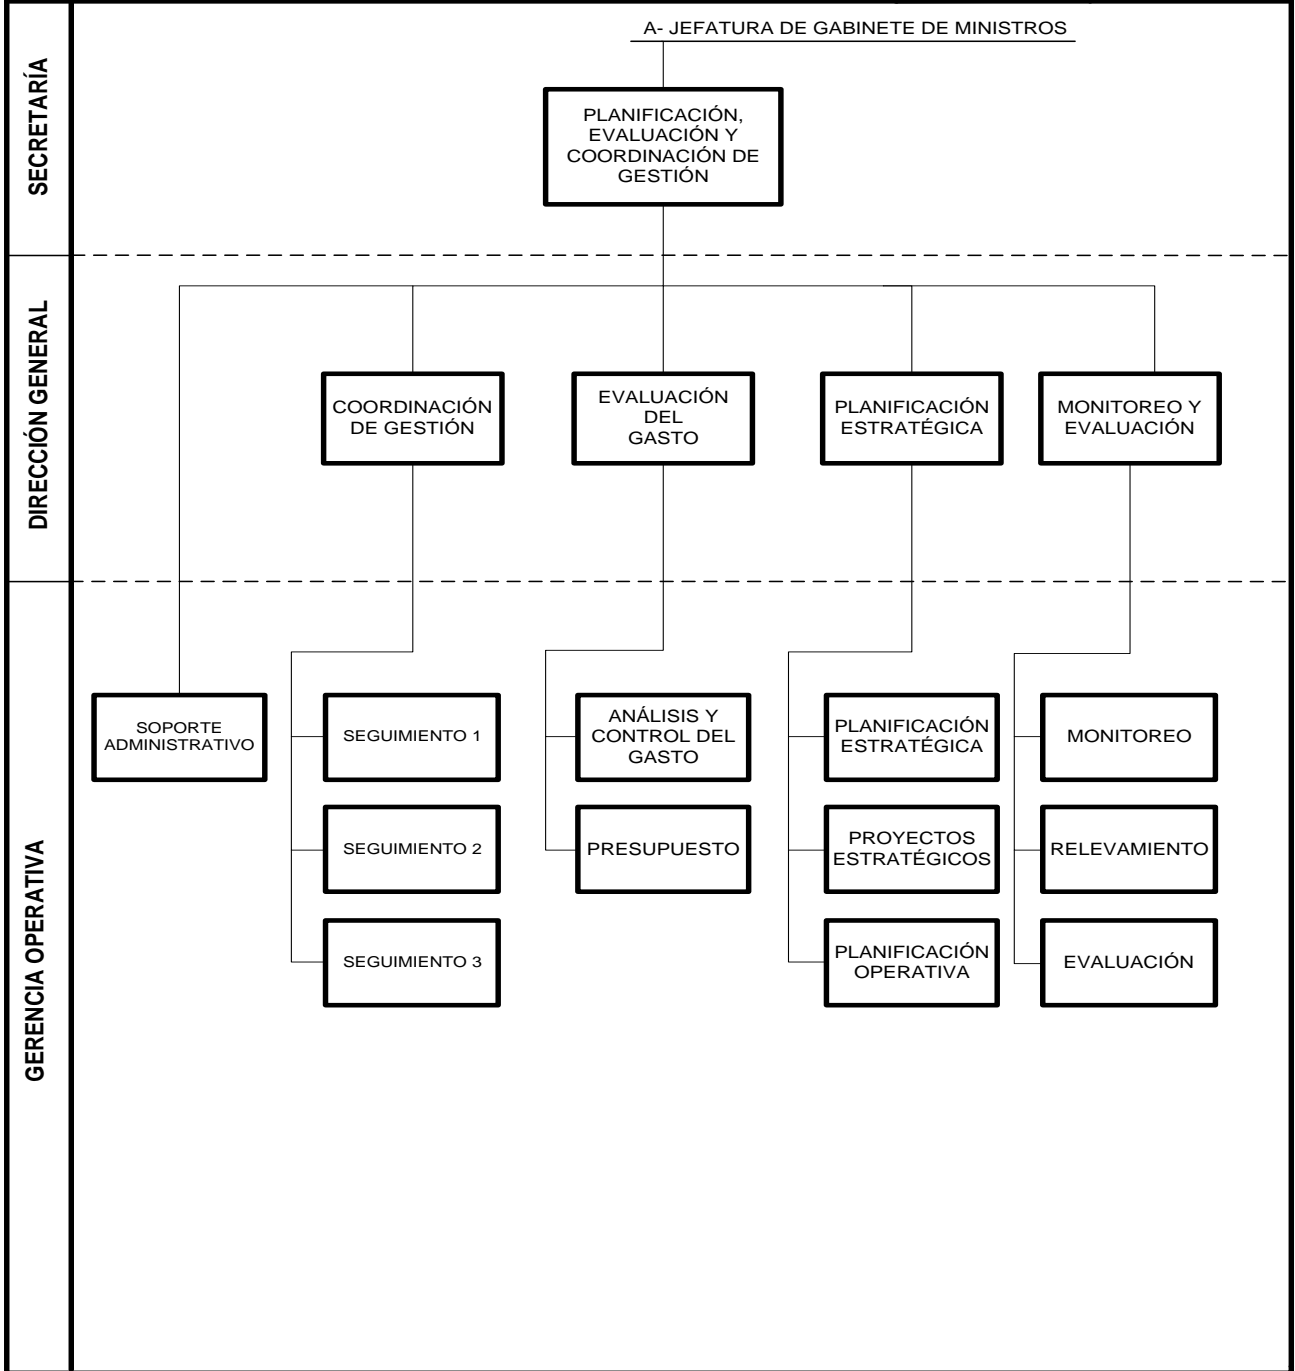 A- JEFATURA DE GABINETE DE MINISTROS
SECRETARÍA
PLANIFICACIÓN,
EVALUACIÓN Y
COORDINACIÓN DE
GESTIÓN
DIRECCIÓN GENERAL
COORDINACIÓN
DE GESTIÓN
EVALUACIÓN
DEL
GASTO
PLANIFICACIÓN
ESTRATÉGICA
MONITOREO Y
EVALUACIÓN
GERENCIA OPERATIVA
SOPORTE
ADMINISTRATIVO
SEGUIMIENTO 1
SEGUIMIENTO 2
SEGUIMIENTO 3
ANÁLISIS Y
CONTROL DEL
GASTO
PRESUPUESTO
PLANIFICACIÓN
ESTRATÉGICA
PROYECTOS
ESTRATÉGICOS
PLANIFICACIÓN
OPERATIVA
MONITOREO
RELEVAMIENTO
EVALUACIÓN